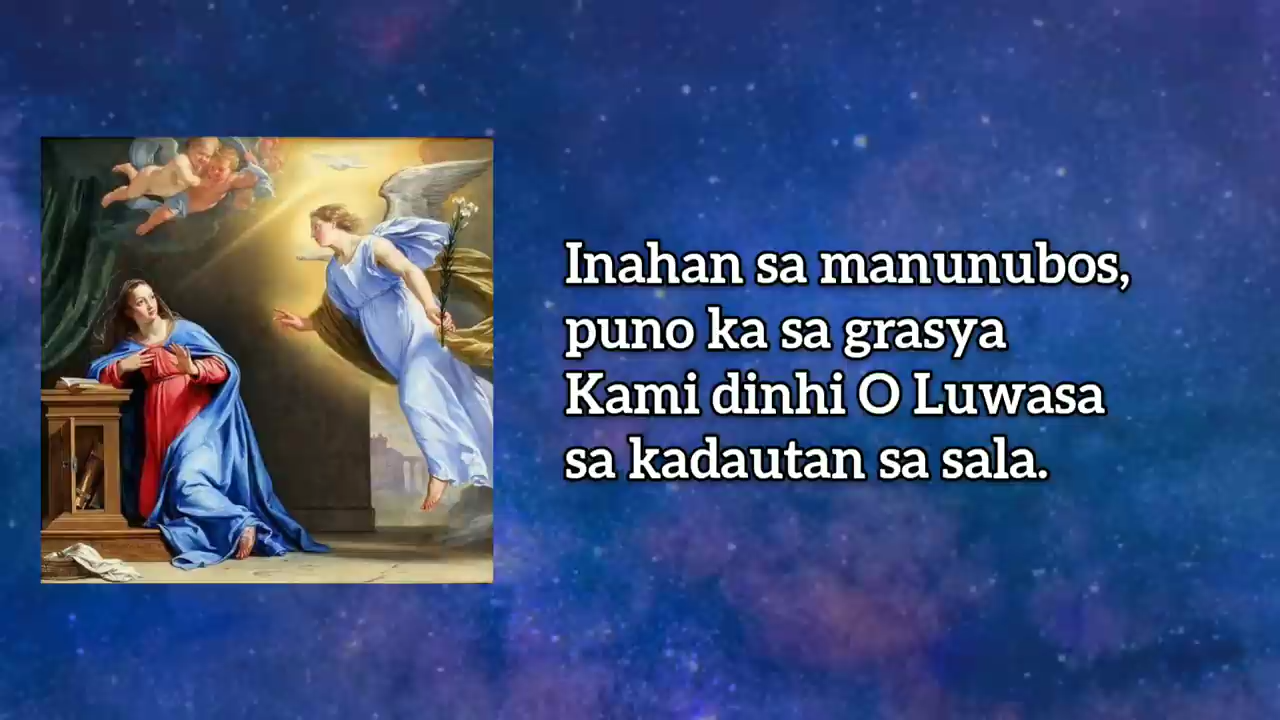 Inahan sa manunubos,
puno ka sa grasya
Kami dinhi O Luwasa
sa kadautan sa sala.